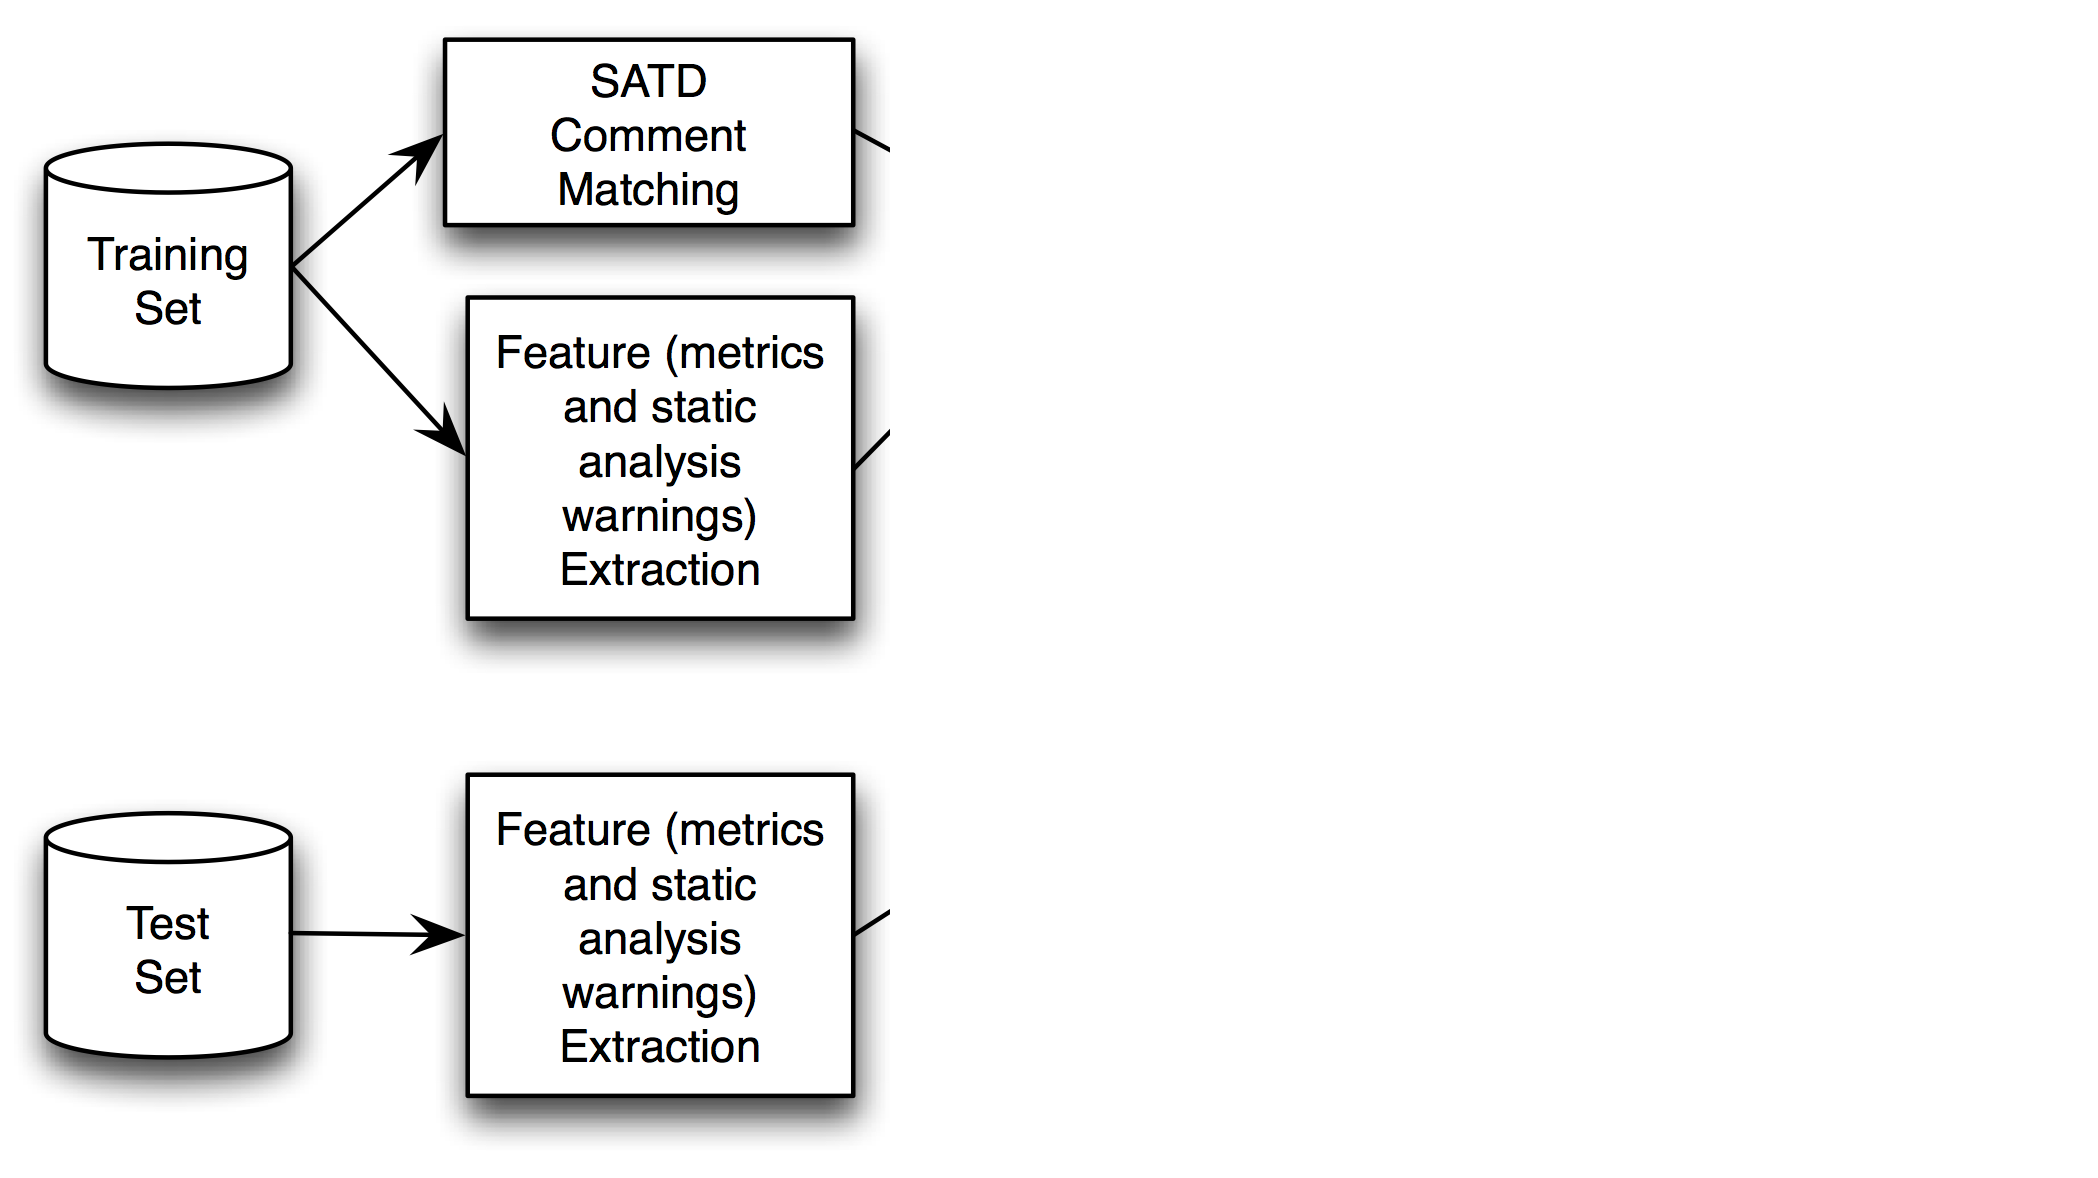 SATD
Comment
Matching
Training
Set
Feature (metrics
and static
analysis
warnings)
Extraction
Test
Set
Feature (metrics
and static
analysis
warnings)
Extraction